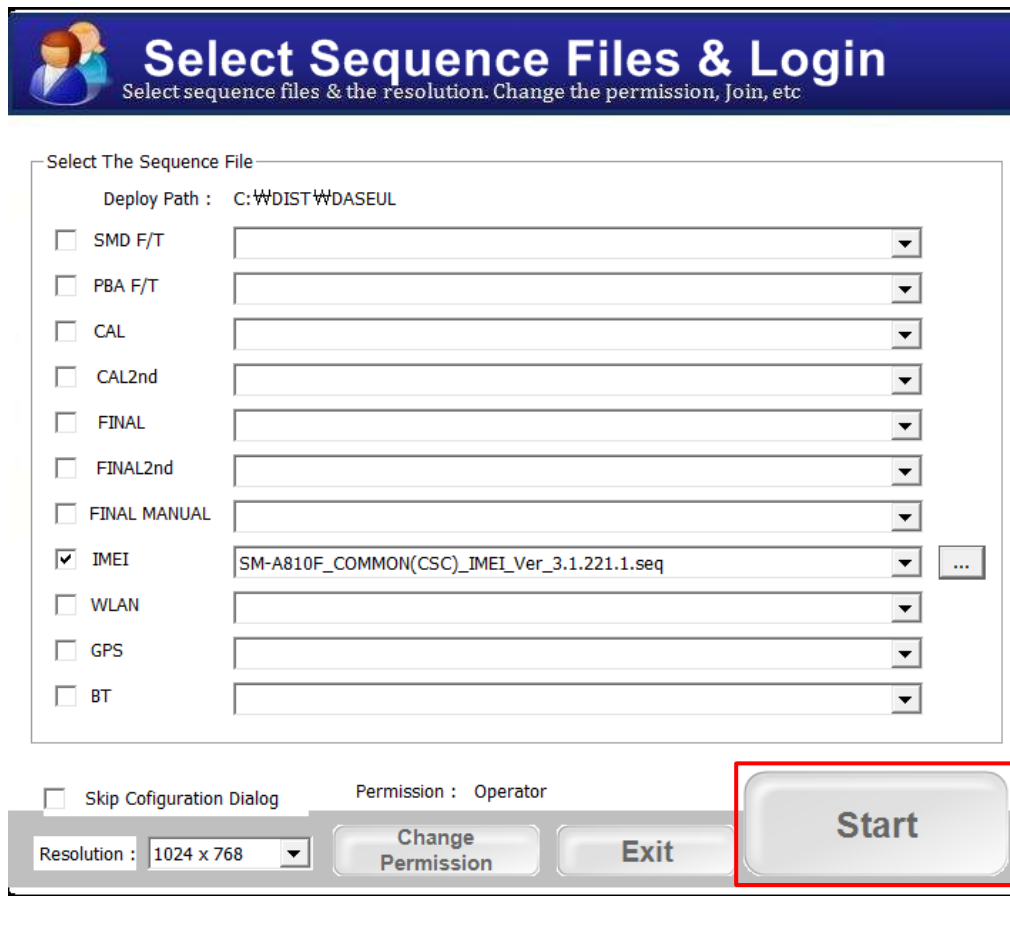 Select Sequence Files & Login
Select sequence files & the resolution. Change the permission, Join, etc
Select The Sequence File
Deploy Path : C:₩DIST₩DASEUL
SMD F/T
PBA F/T
CAL
CAL2nd
FINAL
FINAL2nd
FINAL MANUAL
IMEI SM-A810F_COMMON(CSC)_IMEI_Ver_3.1.221.1.seq ...
WLAN
GPS
BT
Skip Cofiguration Dialog Permission : Operator
Resolution : 1024 x 768
Change
Permission
Exit
Start